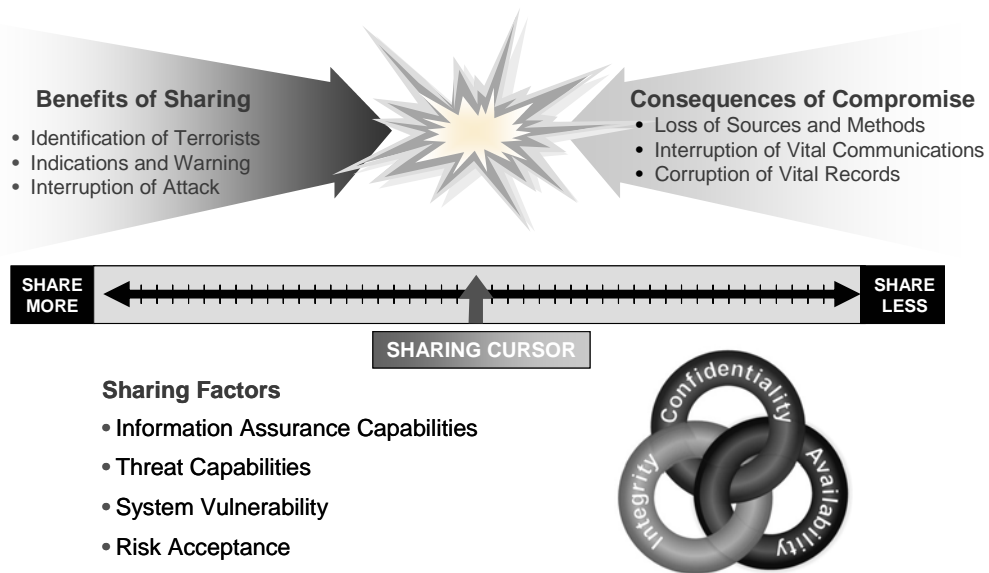 Benefits of Sharing
• Identification of Terrorists
• Indications and Warning
• Interruption of Attack
Consequences of Compromise
• Loss of Sources and Methods
• Interruption of Vital Communications
• Corruption of Vital Records
SHARE
MORE
SHARE
LESS
SHARING CURSOR
Sharing Factors
• Information Assurance Capabilities
• Threat Capabilities
• System Vulnerability
• Risk Acceptance
Confidentiality
Integrity
Availability